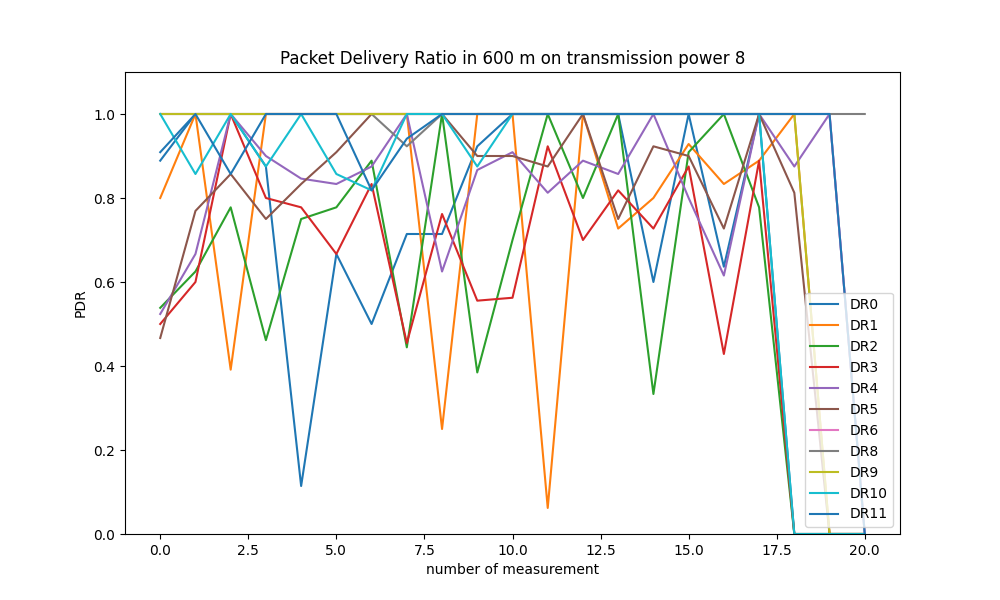 Packet Delivery Ratio in 600 m on transmission power 8
PDR
1.0
0.8
0.6
0.4
0.2
0.0
0.0 2.5 5.0 7.5 10.0 12.5 15.0 17.5 20.0
number of measurement
DR0
DR1
DR2
DR3
DR4
DR5
DR6
DR8
DR9
DR10
DR11